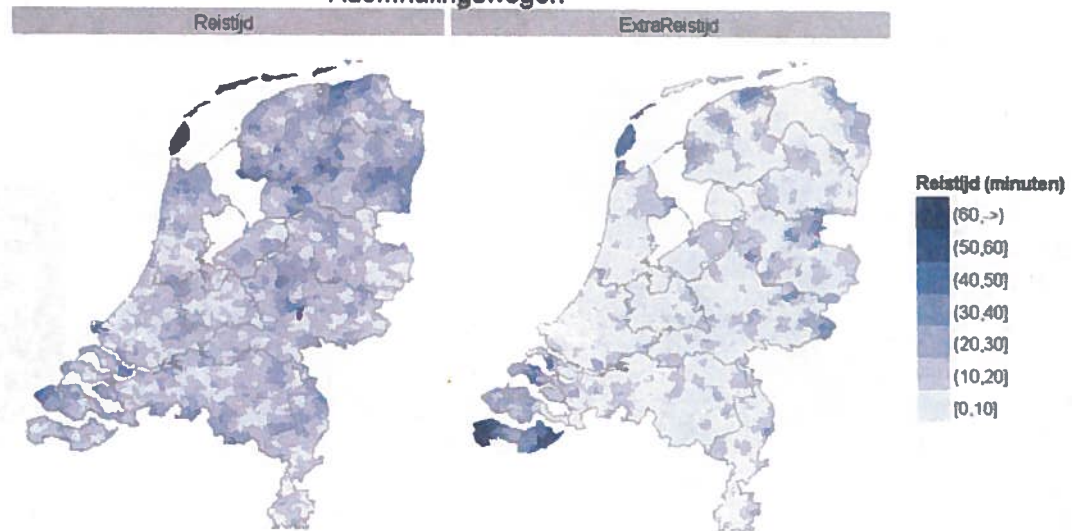 Reistijd
ExtraReistijd
Reistijd (minuten)
(60,->)
(50,60]
(40,50]
(30,40]
(20,30]
(10,20]
[0,10]